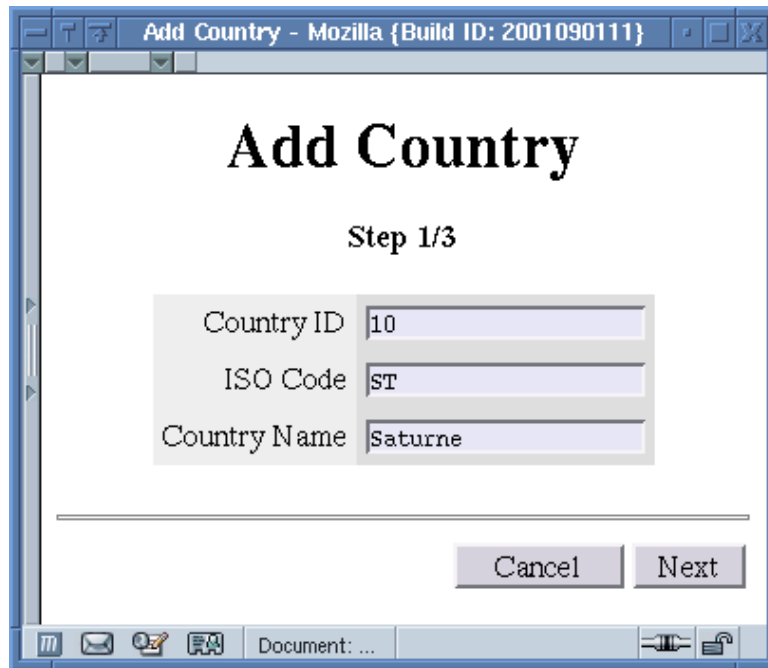 Add Country - Mozilla {Build ID: 2001090111}
Add Country
Step 1/3
Country ID 10
ISO Code ST
Country Name Saturne
Cancel Next
Document: ...